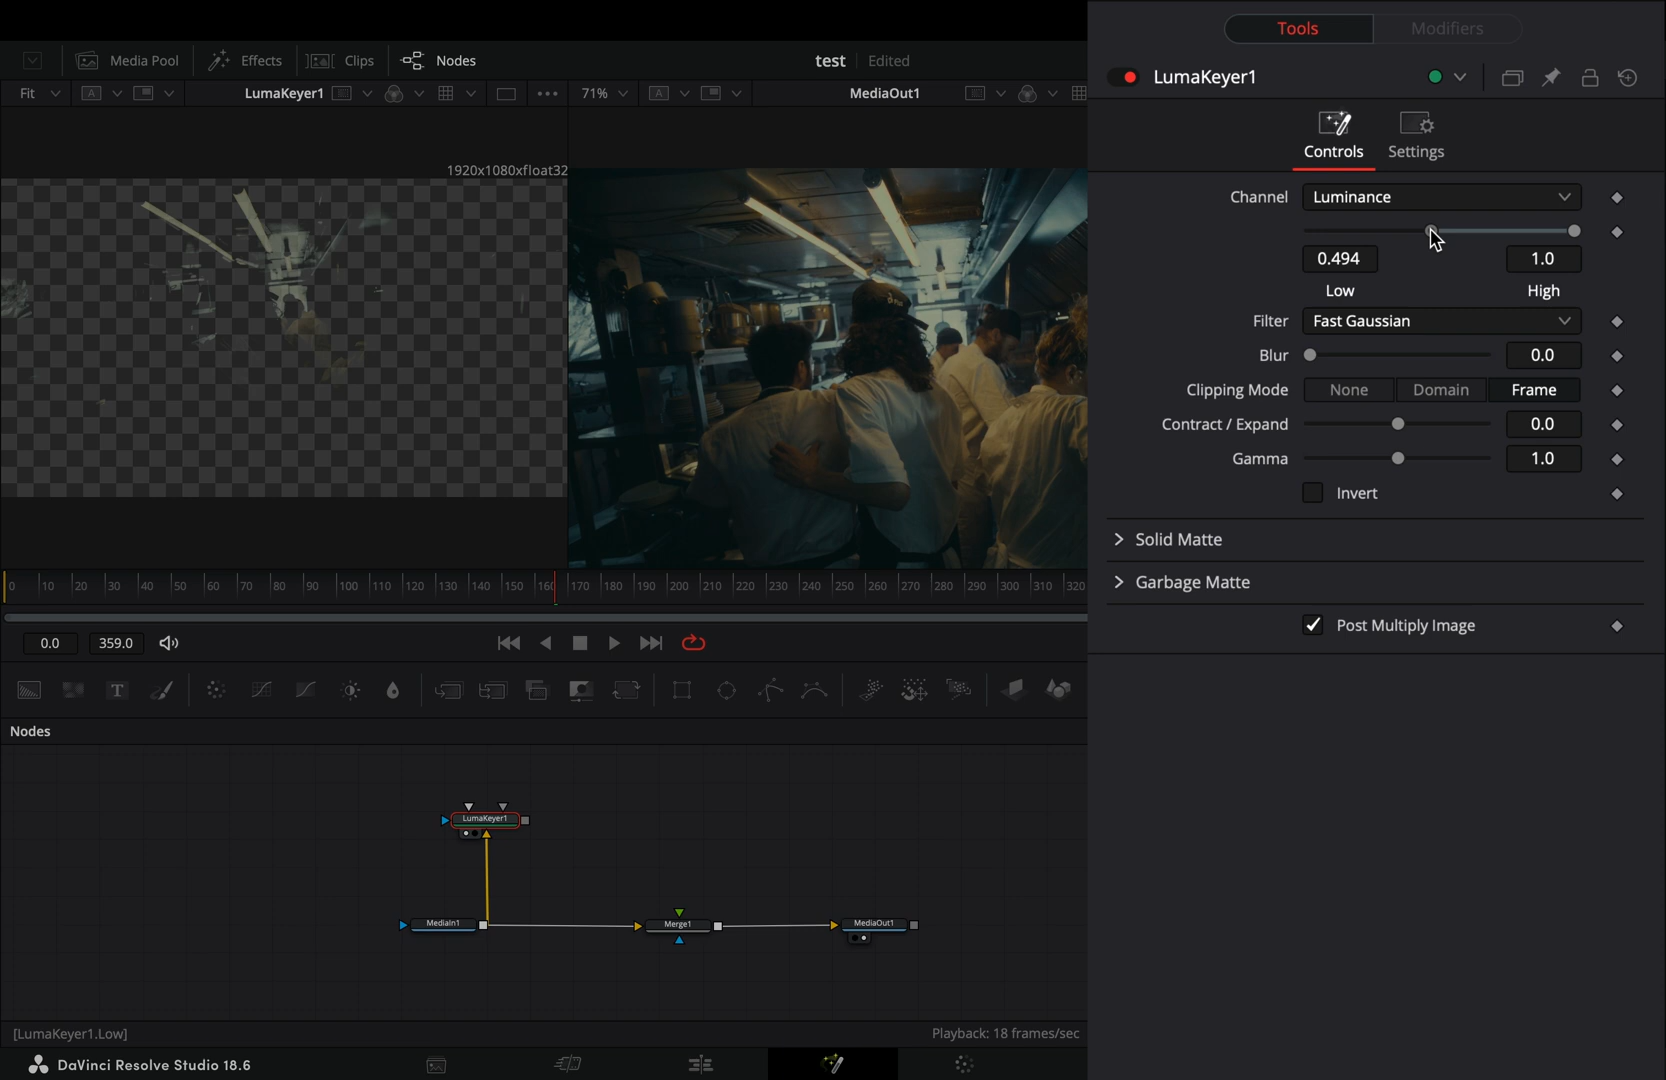 Tools
Modifiers
Media Pool
Effects
Clips
Nodes
test
Edited
LumaKeyer1
Fit
A
LumaKeyer1
71%
A
MediaOut1
Controls
Settings
1920x1080xfloat32
Channel
Luminance
0.494
1.0
Low
High
Filter
Fast Gaussian
Blur
0.0
Clipping Mode
None
Domain
Frame
Contract / Expand
0.0
Gamma
1.0
Invert
Solid Matte
Garbage Matte
Post Multiply Image
0 10 20 30 40 50 60 70 80 90 100 110 120 130 140 150 160 170 180 190 200 210 220 230 240 250 260 270 280 290 300 310 320
0.0
359.0
T
Nodes
LumaKeyer1
MediaIn1
Merge1
MediaOut1
[LumaKeyer1.Low]
Playback: 18 frames/sec
DaVinci Resolve Studio 18.6